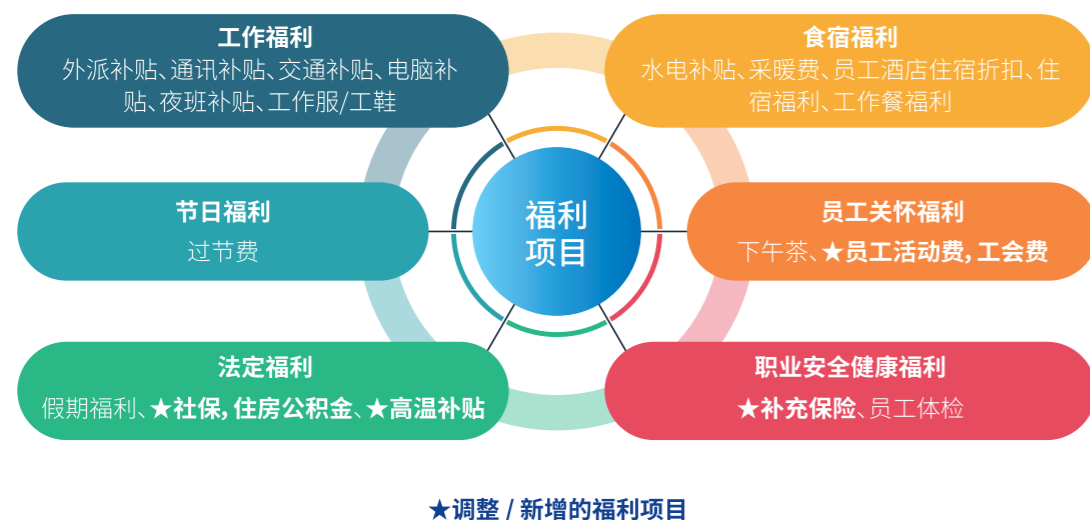 工作福利
外派补贴、通讯补贴、交通补贴、电脑补
贴、夜班补贴、工作服/工鞋
食宿福利
水电补贴、采暖费、员工酒店住宿折扣、住
宿福利、工作餐福利
节日福利
过节费
福利
项目
员工关怀福利
下午茶、★员工活动费, 工会费
法定福利
假期福利、★社保, 住房公积金、★高温补贴
职业安全健康福利
★补充保险、员工体检
★调整 / 新增的福利项目